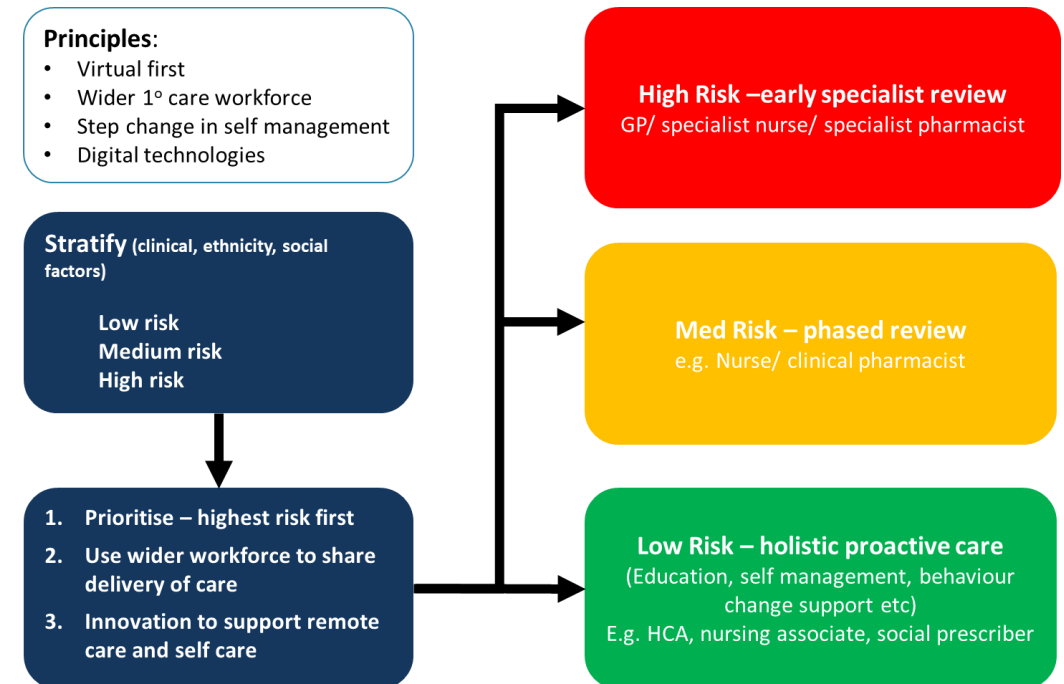 Principles:
• Virtual first
• Wider 1º care workforce
• Step change in self management
• Digital technologies
Stratify (clinical, ethnicity, social
factors)
Low risk
Medium risk
High risk
1. Prioritise – highest risk first
2. Use wider workforce to share
delivery of care
3. Innovation to support remote
care and self care
High Risk –early specialist review
GP/ specialist nurse/ specialist pharmacist
Med Risk – phased review
e.g. Nurse/ clinical pharmacist
Low Risk – holistic proactive care
(Education, self management, behaviour
change support etc)
E.g. HCA, nursing associate, social prescriber